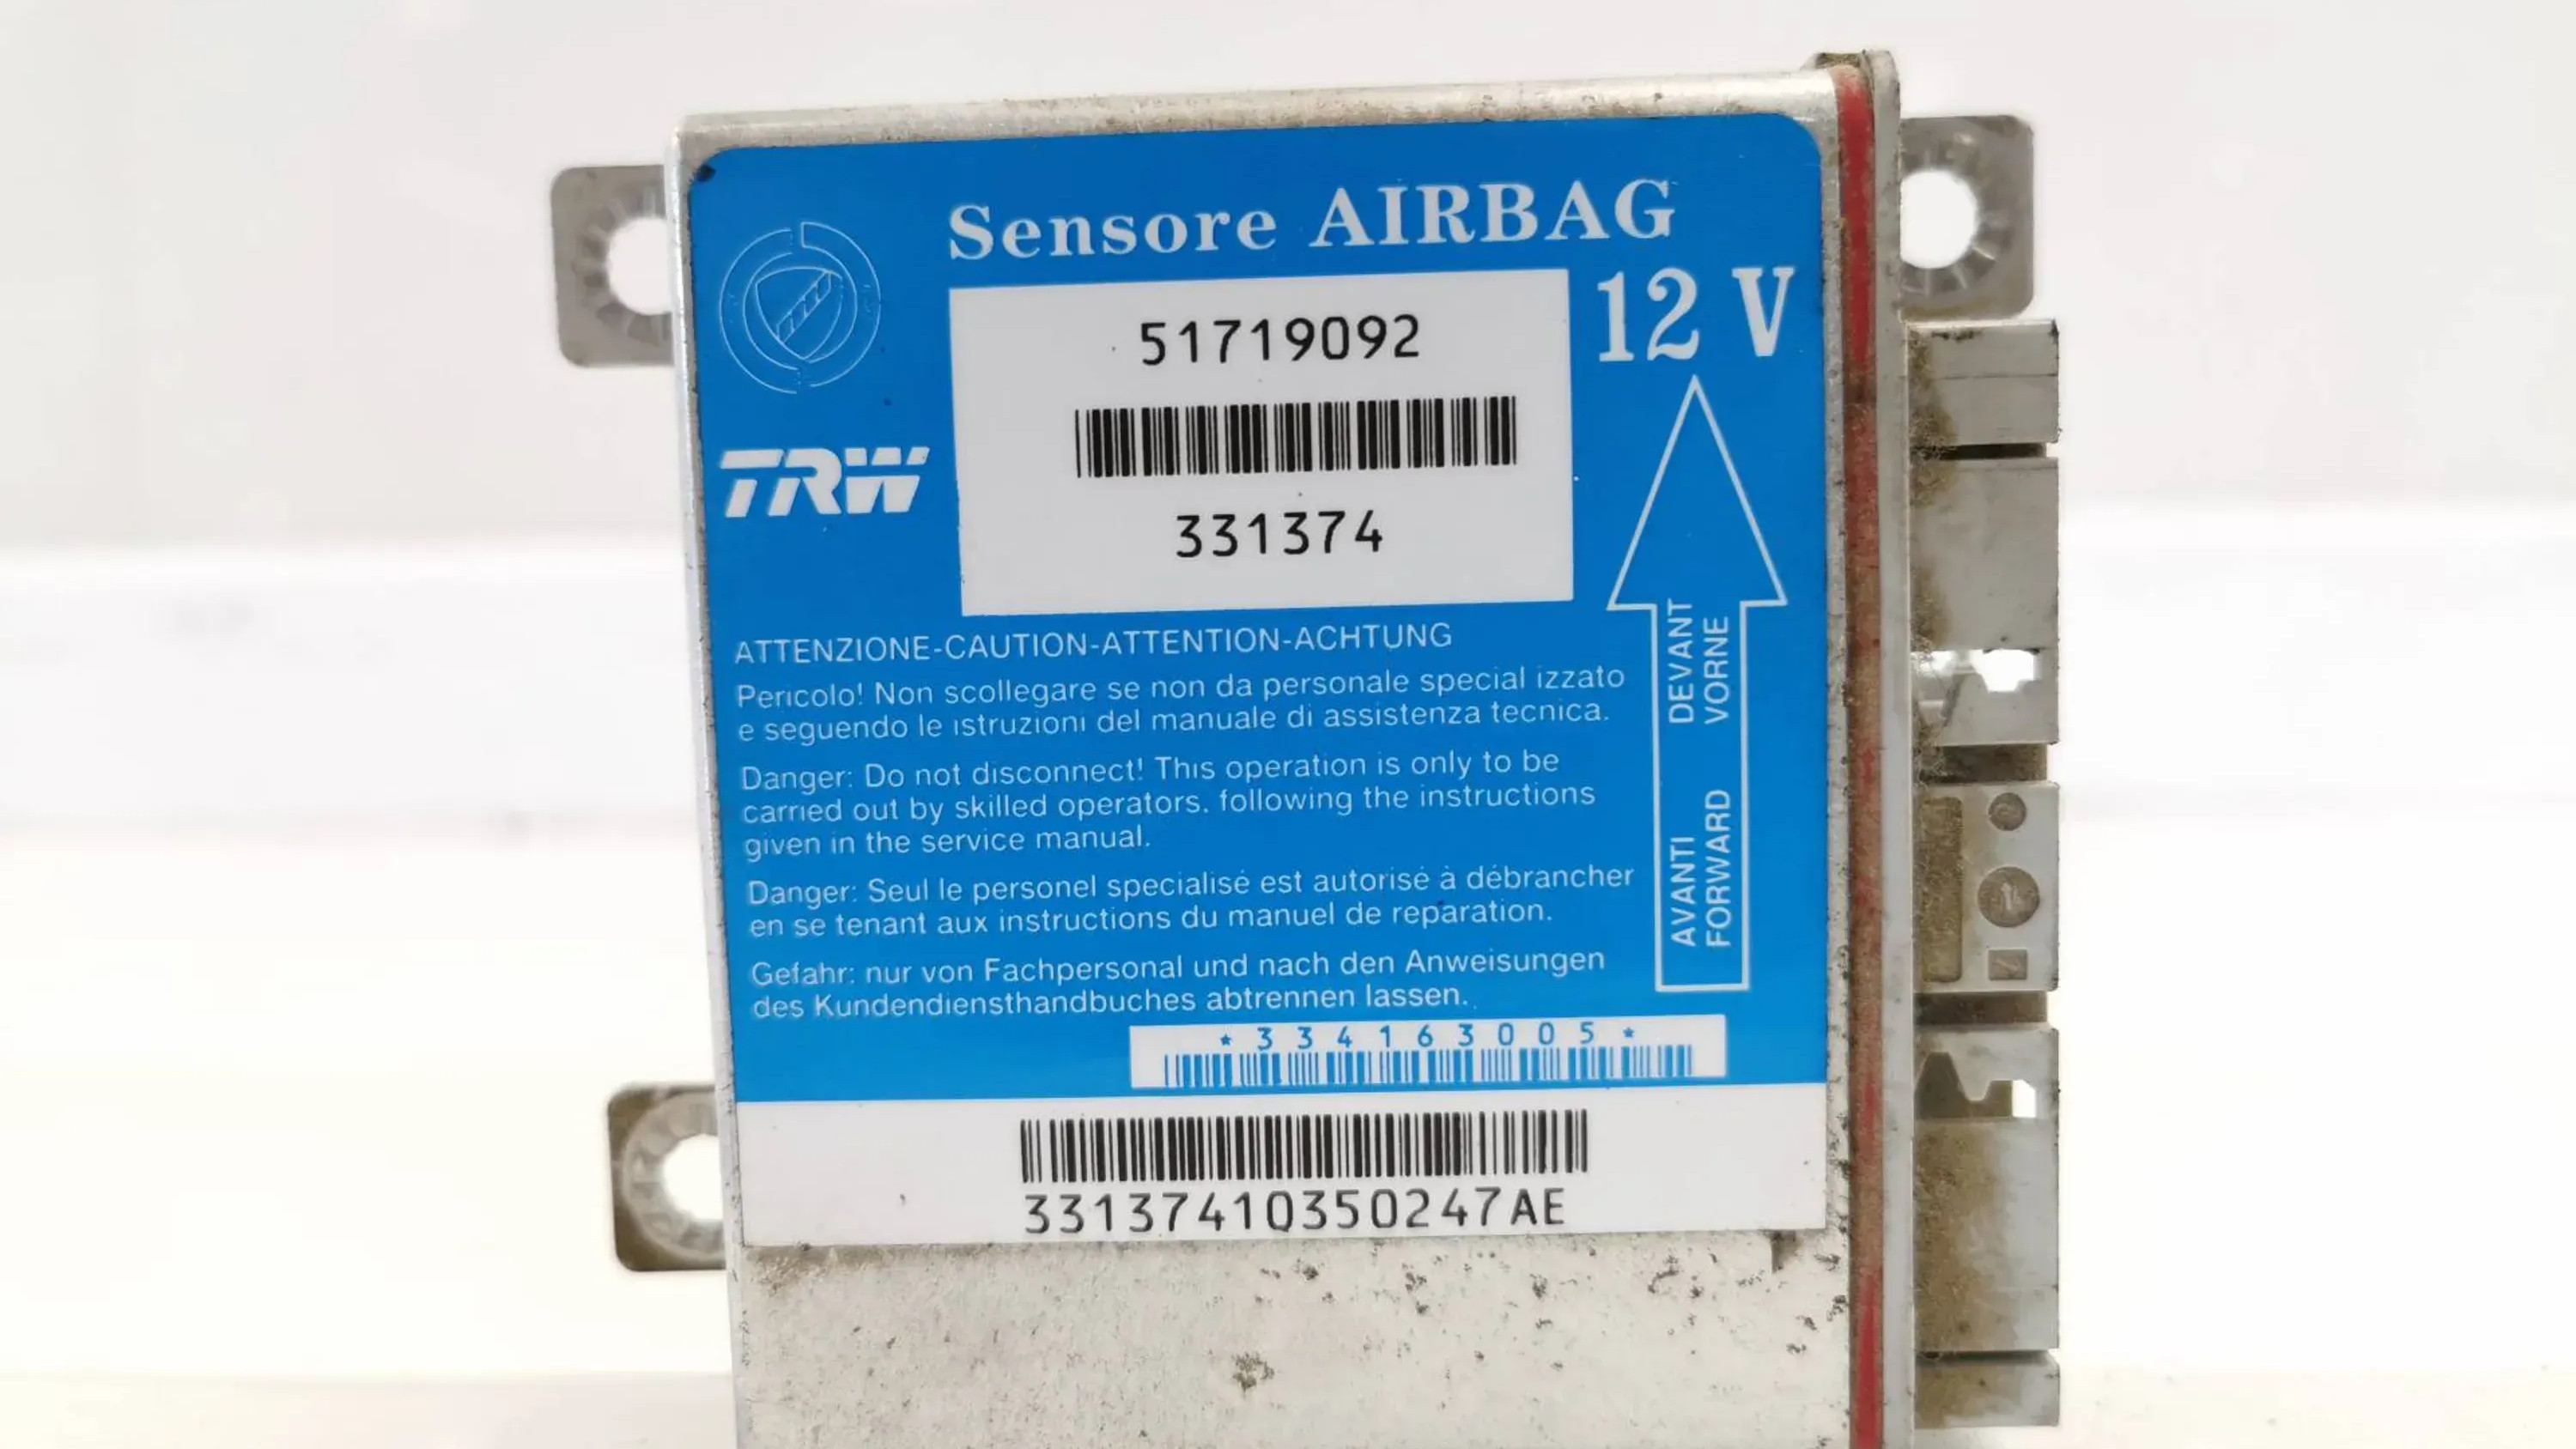 Sensore AIRBAG
12 V
51719092
331374
TRW
ATTENZIONE-CAUTION-ATTENTION-ACHTUNG
Pericolo! Non scollegare se non da personale special izzato
e seguendo le istruzioni del manuale di assistenza tecnica.
Danger: Do not disconnect! This operation is only to be
carried out by skilled operators. following the instructions
given in the service manual.
Danger: Seul le personel specialisé est autorisé à débrancher
en se tenant aux instructions du manuel de reparation.
Gefahr: nur von Fachpersonal und nach den Anweisungen
des Kundendiensthandbuches abtrennen lassen.
AVANTI DEVANT
FORWARD VORNE
*334163005*
33137410350247AE